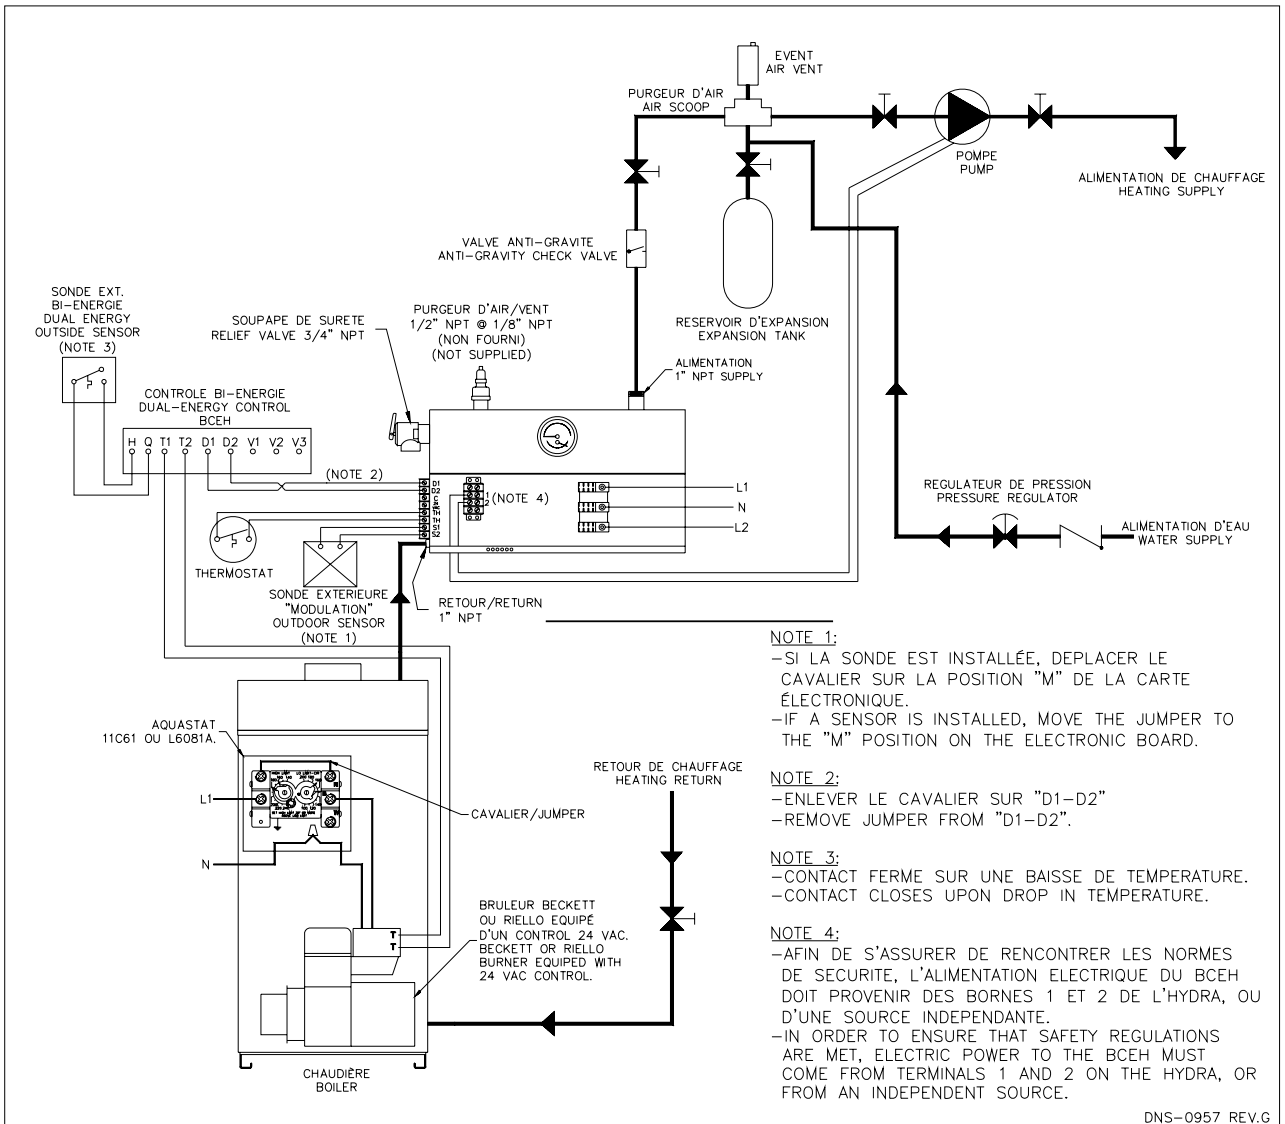 EVENT
AIR VENT
PURGEUR D'AIR
AIR SCOOP
POMPE
PUMP
ALIMENTATION DE CHAUFFAGE
HEATING SUPPLY
VALVE ANTI-GRAVITE
ANTI-GRAVITY CHECK VALVE
SONDE EXT.
BI-ENERGIE
DUAL ENERGY
OUTSIDE SENSOR
(NOTE 3)
SOUPAPE DE SURETE
RELIEF VALVE 3/4" NPT
PURGEUR D'AIR/VENT
1/2" NPT @ 1/8" NPT
(NON FOURNI)
(NOT SUPPLIED)
RESERVOIR D'EXPANSION
EXPANSION TANK
ALIMENTATION
1" NPT SUPPLY
CONTROLE BI-ENERGIE
DUAL-ENERGY CONTROL
BCEH
H Q T1 T2 D1 D2 V1 V2 V3
(NOTE 2)
D1
D2
C
TH
TH
S1
S2
1
2
(NOTE 4)
L1
N
L2
REGULATEUR DE PRESSION
PRESSURE REGULATOR
ALIMENTATION D'EAU
WATER SUPPLY
THERMOSTAT
SONDE EXTERIEURE
"MODULATION"
OUTDOOR SENSOR
(NOTE 1)
RETOUR/RETURN
1" NPT
NOTE 1:
-SI LA SONDE EST INSTALLÉE, DEPLACER LE
CAVALIER SUR LA POSITION "M" DE LA CARTE
ÉLECTRONIQUE.
-IF A SENSOR IS INSTALLED, MOVE THE JUMPER TO
THE "M" POSITION ON THE ELECTRONIC BOARD.
AQUASTAT
11C61 OU L6081A.
L1
N
CAVALIER/JUMPER
RETOUR DE CHAUFFAGE
HEATING RETURN
NOTE 2:
-ENLEVER LE CAVALIER SUR "D1-D2"
-REMOVE JUMPER FROM "D1-D2".
NOTE 3:
-CONTACT FERME SUR UNE BAISSE DE TEMPERATURE.
-CONTACT CLOSES UPON DROP IN TEMPERATURE.
T
T
BRULEUR BECKETT
OU RIELLO EQUIPÉ
D'UN CONTROL 24 VAC.
BECKETT OR RIELLO
BURNER EQUIPED WITH
24 VAC CONTROL.
NOTE 4:
-AFIN DE S'ASSURER DE RENCONTRER LES NORMES
DE SECURITE, L'ALIMENTATION ELECTRIQUE DU BCEH
DOIT PROVENIR DES BORNES 1 ET 2 DE L'HYDRA, OU
D'UNE SOURCE INDEPENDANTE.
-IN ORDER TO ENSURE THAT SAFETY REGULATIONS
ARE MET, ELECTRIC POWER TO THE BCEH MUST
COME FROM TERMINALS 1 AND 2 ON THE HYDRA, OR
FROM AN INDEPENDENT SOURCE.
CHAUDIÈRE
BOILER
DNS-0957 REV.G